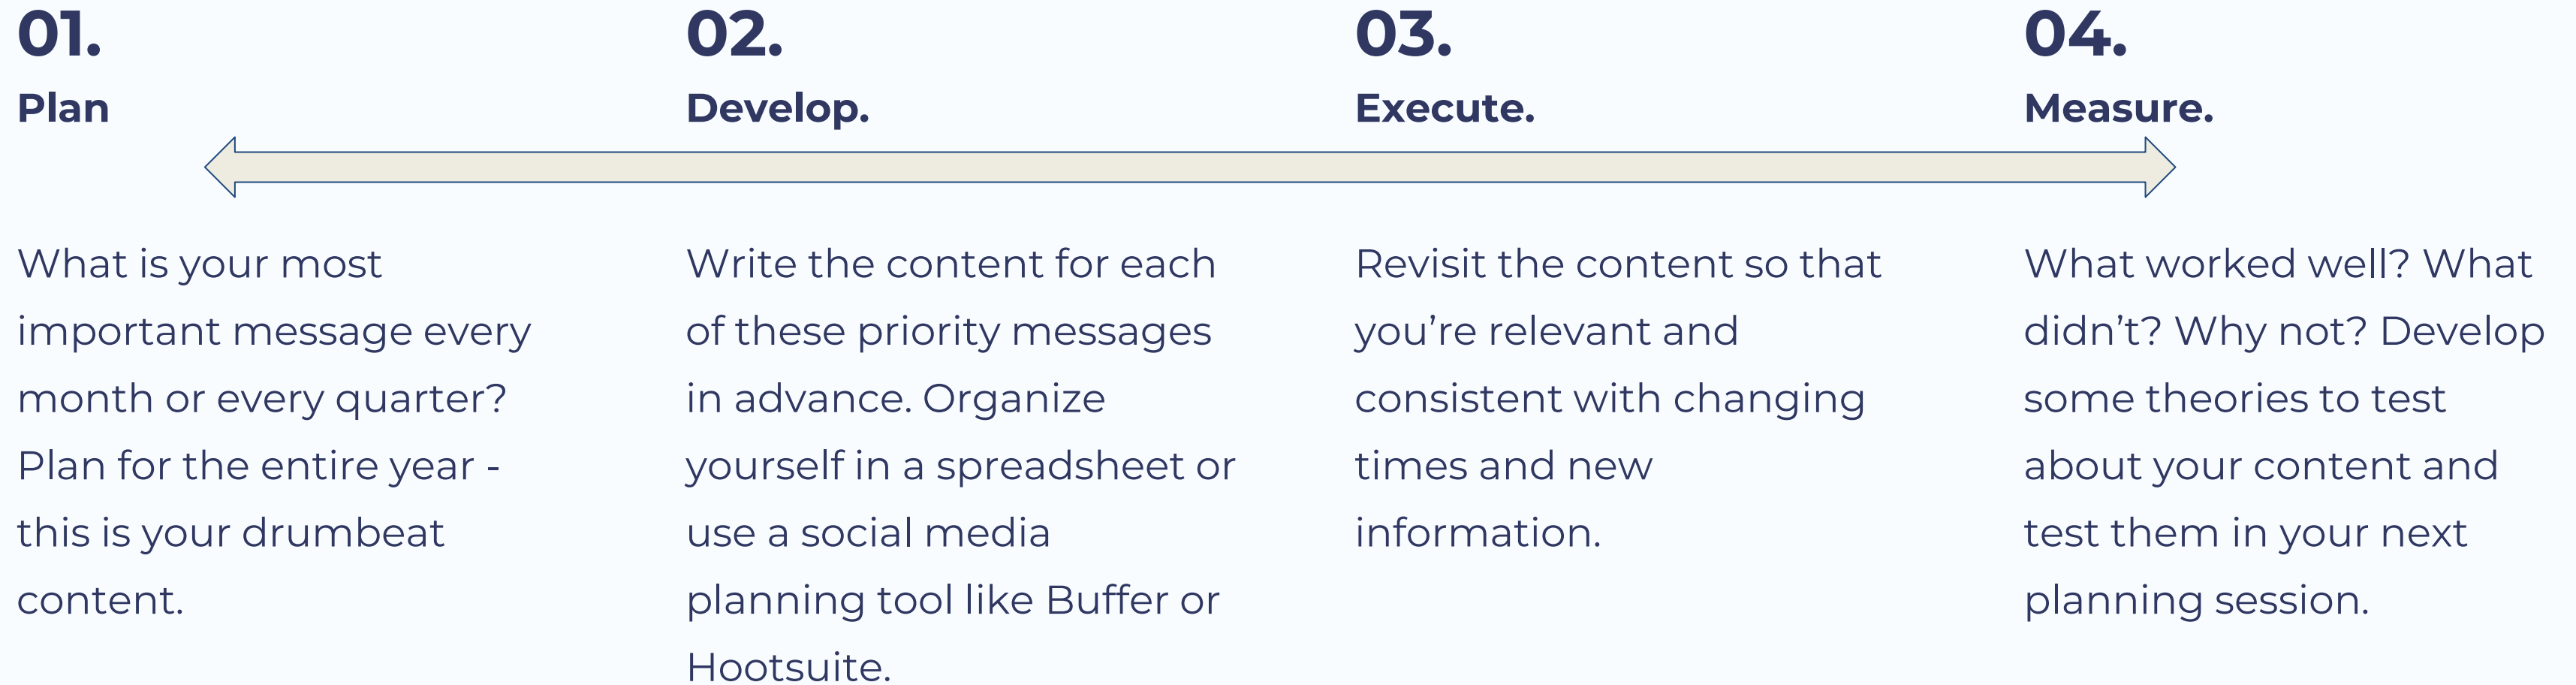 01.
Plan
What is your most
important message every
month or every quarter?
Plan for the entire year -
this is your drumbeat
content.
02.
Develop.
Write the content for each
of these priority messages
in advance. Organize
yourself in a spreadsheet or
use a social media
planning tool like Buffer or
Hootsuite.
03.
Execute.
Revisit the content so that
you’re relevant and
consistent with changing
times and new
information.
04.
Measure.
What worked well? What
didn’t? Why not? Develop
some theories to test
about your content and
test them in your next
planning session.